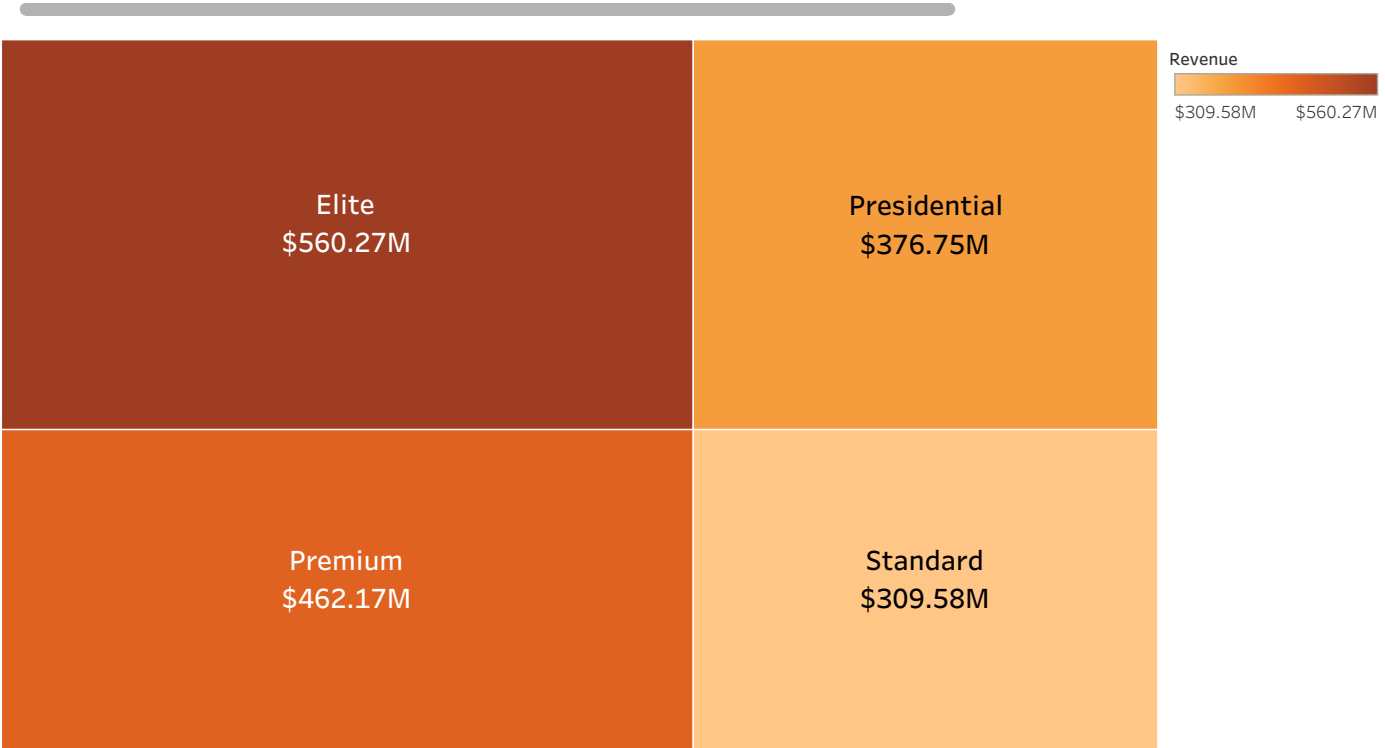 Revenue
$309.58M $560.27M
Elite
$560.27M
Presidential
$376.75M
Premium
$462.17M
Standard
$309.58M